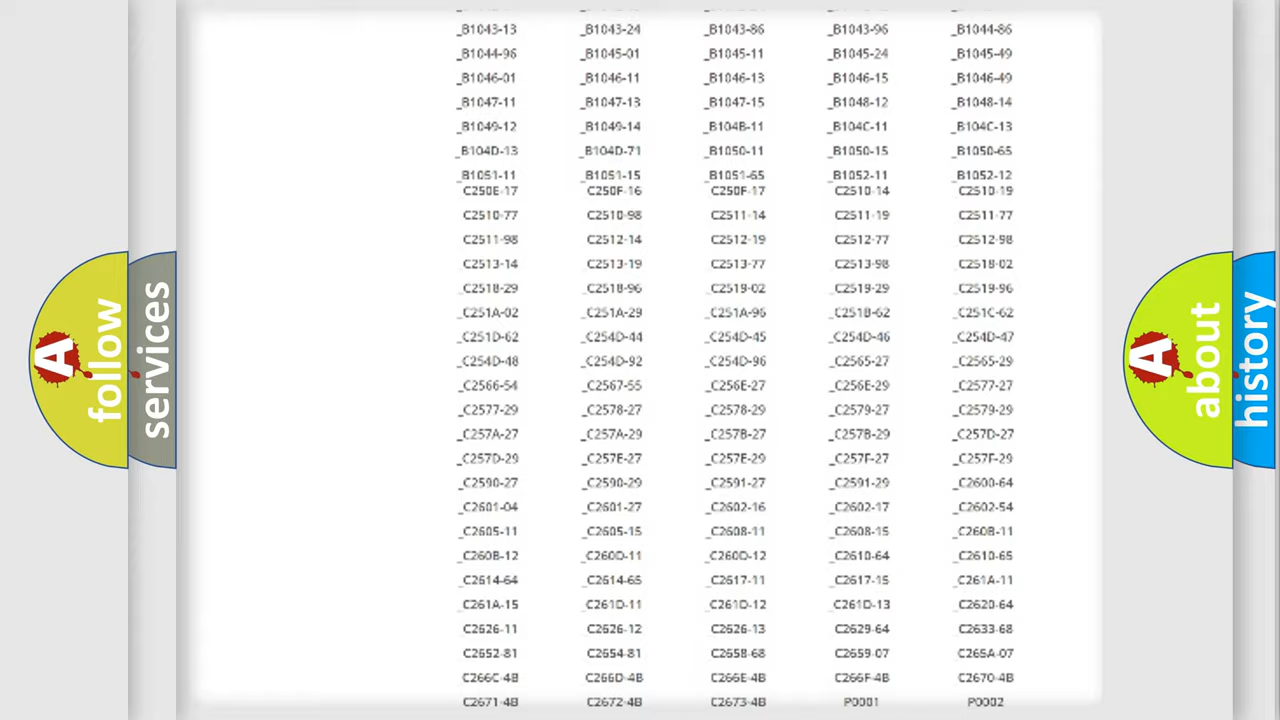 _B1043-13 _B1043-24 _B1043-86 _B1043-96 _B1044-86
_B1044-96 _B1045-01 _B1045-11 _B1045-24 _B1045-49
_B1046-01 _B1046-11 _B1046-13 _B1046-15 _B1046-49
_B1047-11 _B1047-13 _B1047-15 _B1048-12 _B1048-14
_B1049-12 _B1049-14 _B104B-11 _B104C-11 _B104C-13
_B104D-13 _B104D-71 _B1050-11 _B1050-15 _B1050-65
_B1051-11 _B1051-15 _B1051-65 _B1052-11 _B1052-12
C250E-17 C250F-16 C250F-17 C2510-14 C2510-19
C2510-77 C2510-98 C2511-14 C2511-19 C2511-77
C2511-98 C2512-14 C2512-19 C2512-77 C2512-98
C2513-14 C2513-19 C2513-77 C2513-98 C2518-02
_C2518-29 _C2518-96 _C2519-02 _C2519-29 _C2519-96
_C251A-02 _C251A-29 _C251A-96 _C251B-62 _C251C-62
_C251D-62 _C254D-44 _C254D-45 _C254D-46 _C254D-47
_C254D-48 _C254D-92 _C254D-96 _C2565-27 _C2565-29
_C2566-54 _C2567-55 _C256E-27 _C256E-29 _C2577-27
_C2577-29 _C2578-27 _C2578-29 _C2579-27 _C2579-29
_C257A-27 _C257A-29 _C257B-27 _C257B-29 _C257D-27
_C257D-29 _C257E-27 _C257E-29 _C257F-27 _C257F-29
_C2590-27 _C2590-29 _C2591-27 _C2591-29 _C2600-64
_C2601-04 _C2601-27 _C2602-16 _C2602-17 _C2602-54
_C2605-11 _C2605-15 _C2608-11 _C2608-15 _C260B-11
_C260B-12 _C260D-11 _C260D-12 _C2610-64 _C2610-65
_C2614-64 _C2614-65 _C2617-11 _C2617-15 _C261A-11
_C261A-15 _C261D-11 _C261D-12 _C261D-13 _C2620-64
C2626-11 C2626-12 C2626-13 C2629-64 C2633-68
C2652-81 C2654-81 C2658-68 C2659-07 C265A-07
C266C-4B C266D-4B C266E-4B C266F-4B C2670-4B
C2671-4B C2672-4B C2673-4B P0001 P0002
A follow
services
A about
history